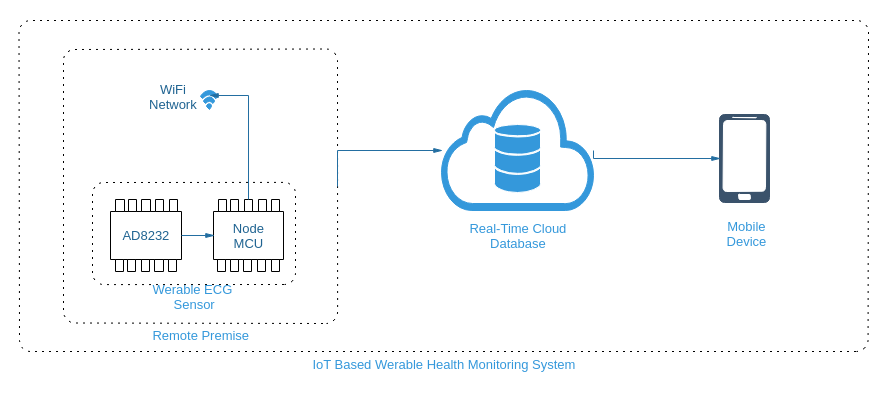 WiFi
Network
AD8232
Node
MCU
Werable ECG
Sensor
Remote Premise
Real-Time Cloud
Database
Mobile
Device
IoT Based Werable Health Monitoring System